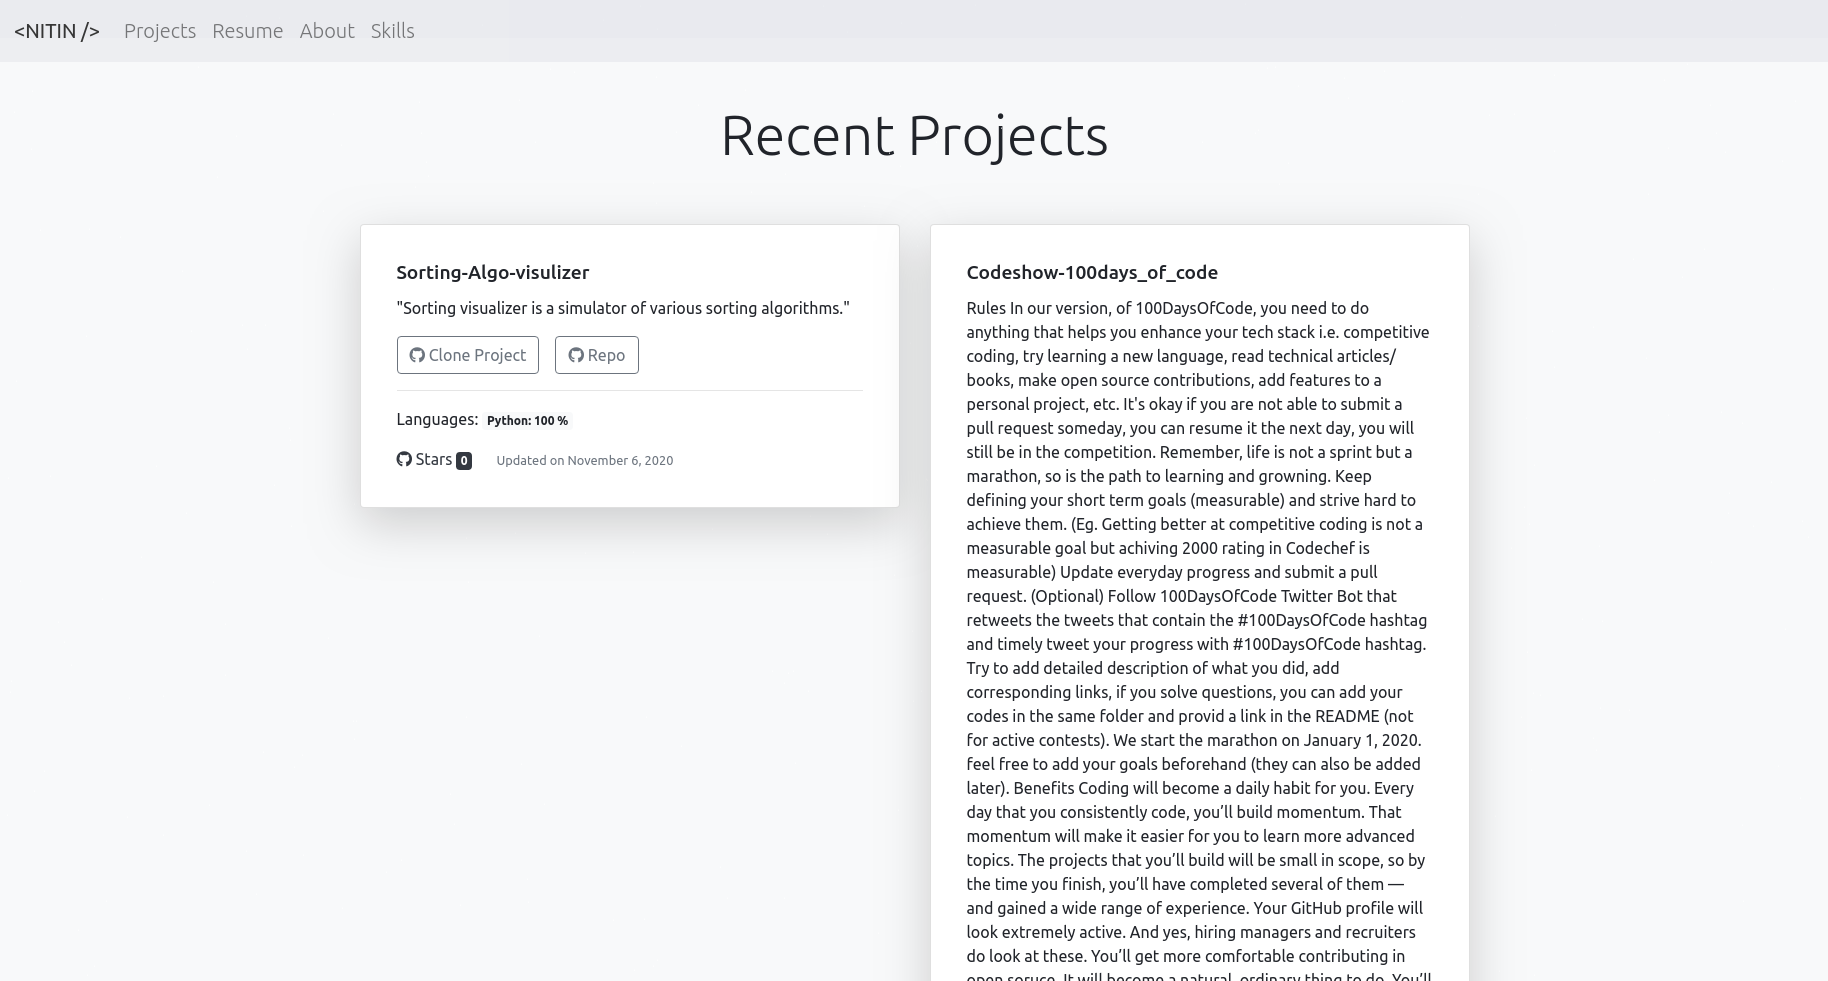 <NITIN /> Projects Resume About Skills
Recent Projects
Sorting-Algo-visulizer
"Sorting visualizer is a simulator of various sorting algorithms."
Clone Project Repo
Languages: Python: 100 %
Stars 0 Updated on November 6, 2020
Codeshow-100days_of_code
Rules In our version, of 100DaysOfCode, you need to do
anything that helps you enhance your tech stack i.e. competitive
coding, try learning a new language, read technical articles/
books, make open source contributions, add features to a
personal project, etc. It's okay if you are not able to submit a
pull request someday, you can resume it the next day, you will
still be in the competition. Remember, life is not a sprint but a
marathon, so is the path to learning and growning. Keep
defining your short term goals (measurable) and strive hard to
achieve them. (Eg. Getting better at competitive coding is not a
measurable goal but achiving 2000 rating in Codechef is
measurable) Update everyday progress and submit a pull
request. (Optional) Follow 100DaysOfCode Twitter Bot that
retweets the tweets that contain the #100DaysOfCode hashtag
and timely tweet your progress with #100DaysOfCode hashtag.
Try to add detailed description of what you did, add
corresponding links, if you solve questions, you can add your
codes in the same folder and provid a link in the README (not
for active contests). We start the marathon on January 1, 2020.
feel free to add your goals beforehand (they can also be added
later). Benefits Coding will become a daily habit for you. Every
day that you consistently code, you’ll build momentum. That
momentum will make it easier for you to learn more advanced
topics. The projects that you’ll build will be small in scope, so by
the time you finish, you’ll have completed several of them —
and gained a wide range of experience. Your GitHub profile will
look extremely active. And yes, hiring managers and recruiters
do look at these. You’ll get more comfortable contributing in
open soruce. It will become a natural, ordinary thing to do. You’ll